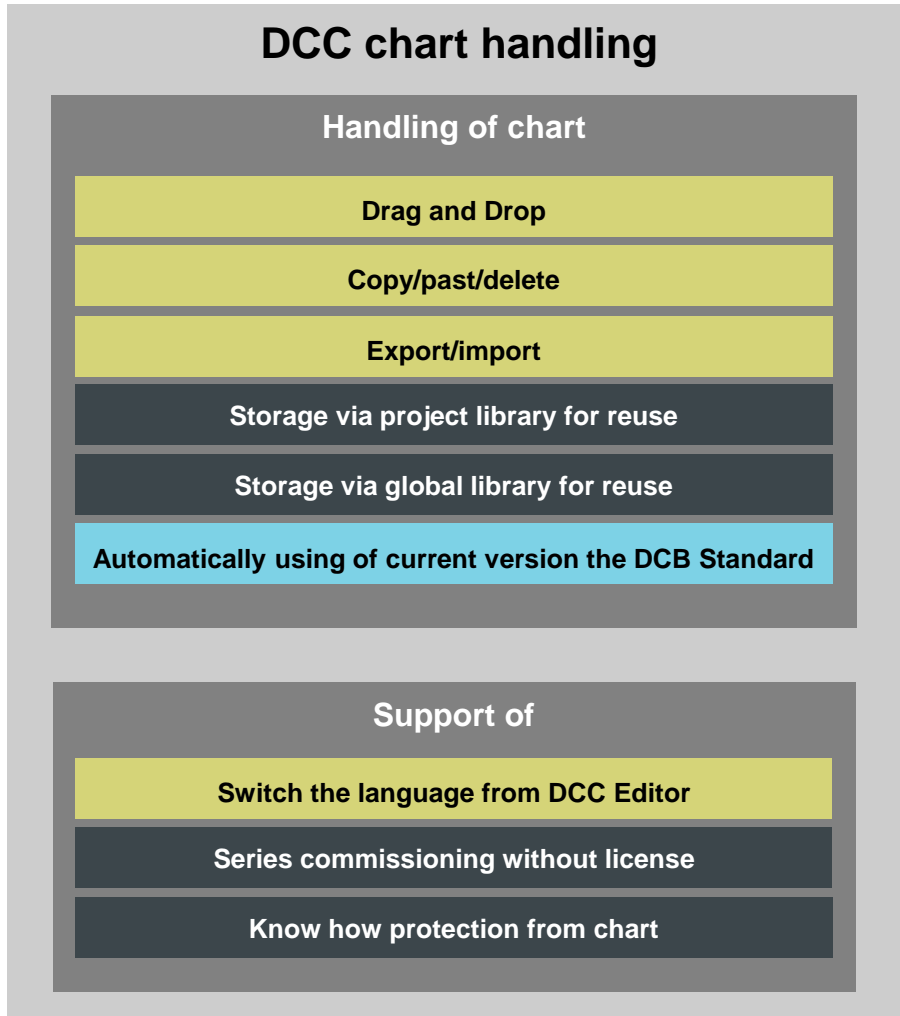 DCC chart handling
Handling of chart
Drag and Drop
Copy/past/delete
Export/import
Storage via project library for reuse
Storage via global library for reuse
Automatically using of current version the DCB Standard
Support of
Switch the language from DCC Editor
Series commissioning without license
Know how protection from chart